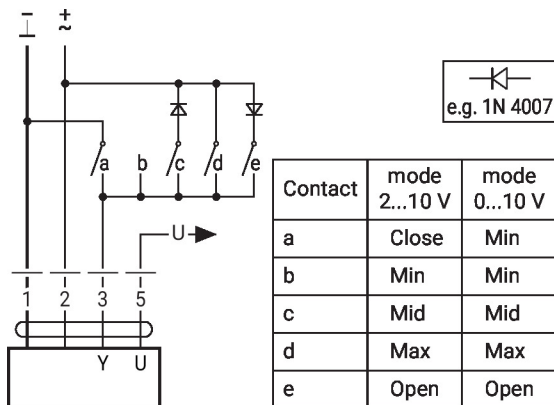 − +
⊥ ~
e.g. 1N 4007
a b c d e
U
1 2 3 5
Y U
Contact mode 2...10 V mode 0...10 V
a Close Min
b Min Min
c Mid Mid
d Max Max
e Open Open